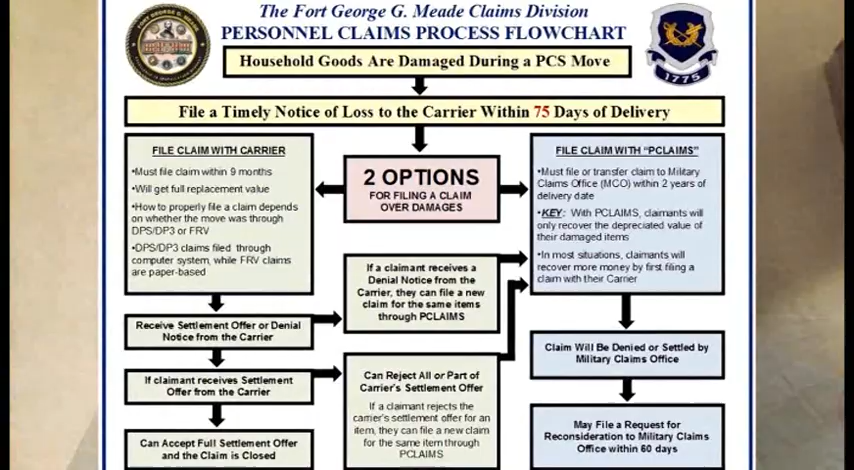 The Fort George G. Meade Claims Division
PERSONNEL CLAIMS PROCESS FLOWCHART
1775
Household Goods Are Damaged During a PCS Move
File a Timely Notice of Loss to the Carrier Within 75 Days of Delivery
FILE CLAIM WITH CARRIER
•Must file claim within 9 months
•Will get full replacement value
•How to properly file a claim depends
on whether the move was through
DPS/DP3 or FRV
•DPS/DP3 claims filed through
computer system, while FRV claims
are paper-based
2 OPTIONS
FOR FILING A CLAIM
OVER DAMAGES
FILE CLAIM WITH "PCLAIMS"
•Must file or transfer claim to Military
Claims Office (MCO) within 2 years of
delivery date
•KEY: With PCLAIMS, claimants will
only recover the depreciated value of
their damaged items
•In most situations, claimants will
recover more money by first filing a
claim with their Carrier
If a claimant receives a
Denial Notice from the
Carrier, they can file a new
claim for the same items
through PCLAIMS
Receive Settlement Offer or Denial
Notice from the Carrier
If claimant receives Settlement
Offer from the Carrier
Can Accept Full Settlement Offer
and the Claim is Closed
Can Reject All or Part of
Carrier's Settlement Offer
If a claimant rejects the
carrier's settlement offer for an
item, they can file a new claim
for the same item through
PCLAIMS
Claim Will Be Denied or Settled by
Military Claims Office
May File a Request for
Reconsideration to Military Claims
Office within 60 days